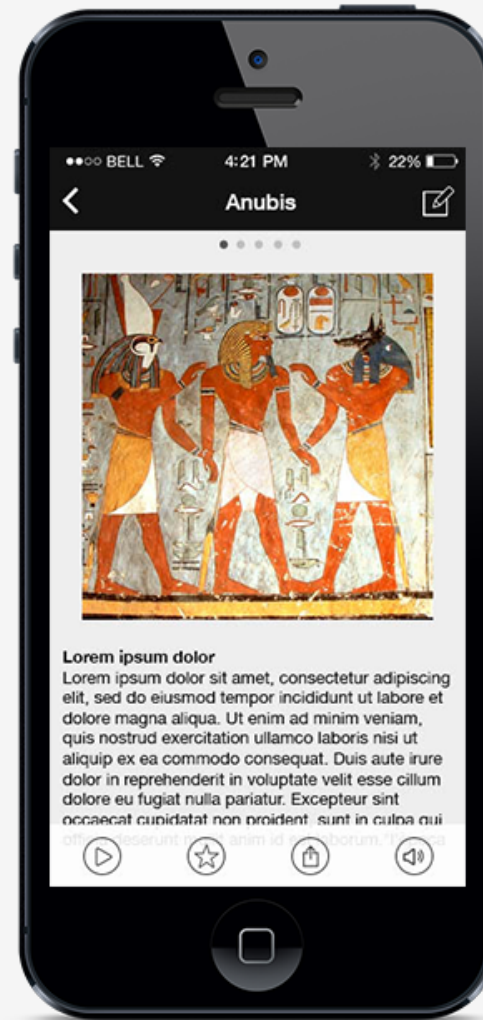 BELL 4:21 PM 22%
Anubis
Lorem ipsum dolor
Lorem ipsum dolor sit amet, consectetur adipiscing
elit, sed do eiusmod tempor incididunt ut labore et
dolore magna aliqua. Ut enim ad minim veniam,
quis nostrud exercitation ullamco laboris nisi ut
aliquip ex ea commodo consequat. Duis aute irure
dolor in reprehenderit in voluptate velit esse cillum
dolore eu fugiat nulla pariatur. Excepteur sint
occaecat cupidatat non proident, sunt in culpa qui
deserunt anim id